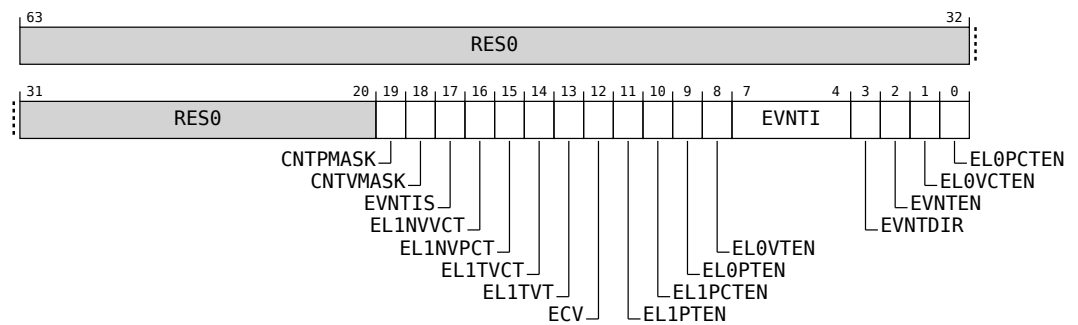 63 32
RES0
31 20 19 18 17 16 15 14 13 12 11 10 9 8 7 4 3 2 1 0
RES0 EVNTI
CNTPMASK EL0PCTEN
CNTVMASK EL0VCTEN
EVNTIS EVNTEN
EL1NVVCT EVNTDIR
EL1NVPCT EL0VTEN
EL1TVCT EL0PTEN
EL1TVT EL1PCTEN
ECV EL1PTEN